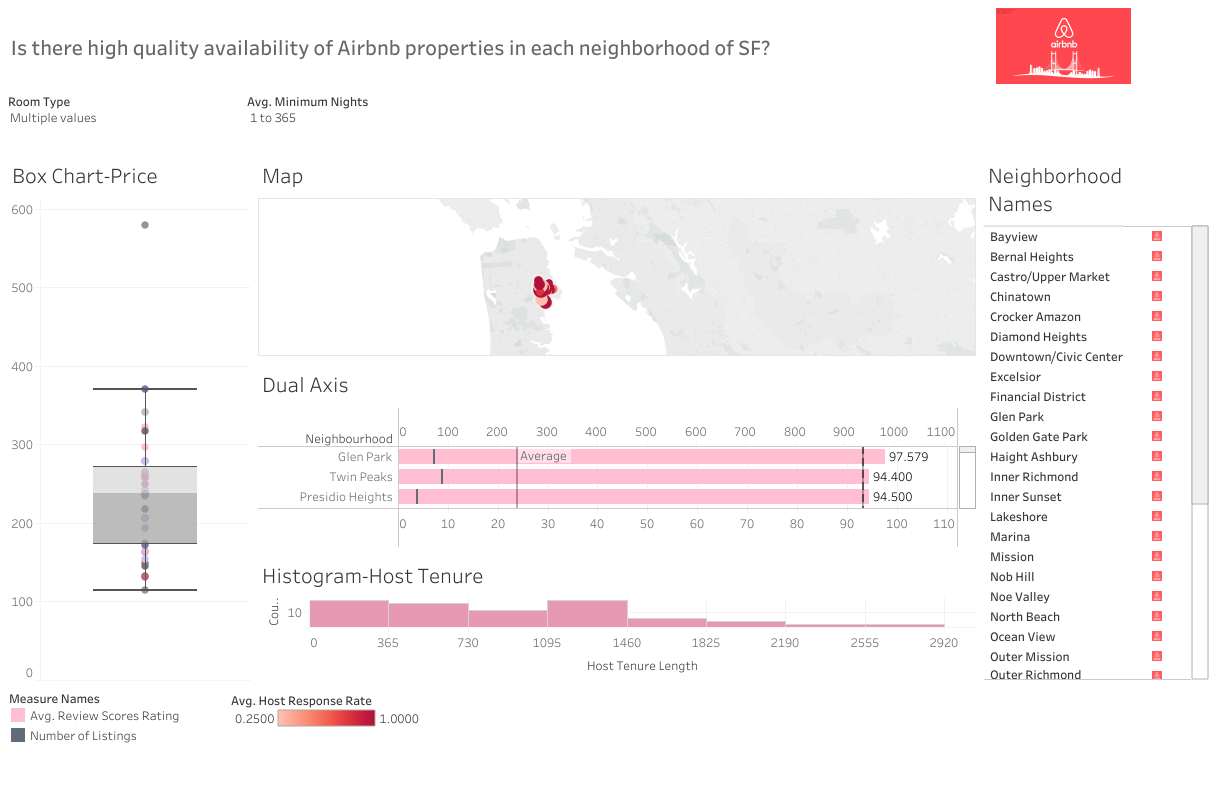 Is there high quality availability of Airbnb properties in each neighborhood of SF?
airbnb
Room Type
Multiple values
Avg. Minimum Nights
1 to 365
Box Chart-Price
600
500
400
300
200
100
0
Map
Dual Axis
Neighbourhood
0 100 200 300 400 500 600 700 800 900 1000 1100
Glen Park 97.579
Average
Twin Peaks 94.400
Presidio Heights 94.500
0 10 20 30 40 50 60 70 80 90 100 110
Histogram-Host Tenure
Cou..
10
0 365 730 1095 1460 1825 2190 2555 2920
Host Tenure Length
Neighborhood
Names
Bayview
Bernal Heights
Castro/Upper Market
Chinatown
Crocker Amazon
Diamond Heights
Downtown/Civic Center
Excelsior
Financial District
Glen Park
Golden Gate Park
Haight Ashbury
Inner Richmond
Inner Sunset
Lakeshore
Marina
Mission
Nob Hill
Noe Valley
North Beach
Ocean View
Outer Mission
Outer Richmond
Measure Names
Avg. Review Scores Rating
Number of Listings
Avg. Host Response Rate
0.2500 1.0000